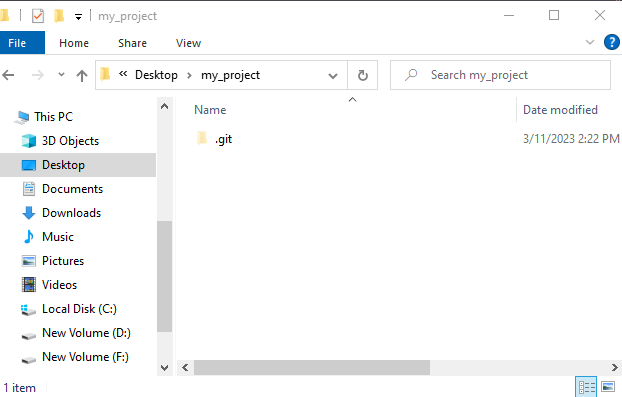 my_project
File Home Share View
« Desktop > my_project
Search my_project
Name Date modified
.git 3/11/2023 2:22 PM
This PC
3D Objects
Desktop
Documents
Downloads
Music
Pictures
Videos
Local Disk (C:)
New Volume (D:)
New Volume (F:)
1 item